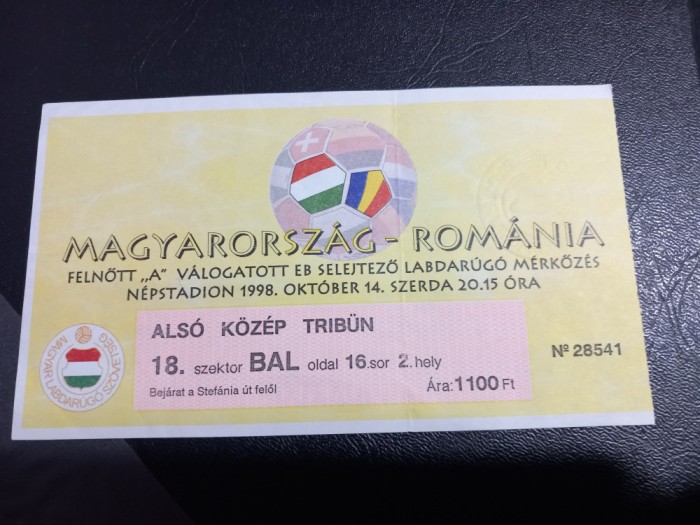 MAGYARORSZÁG - ROMÁNIA
FELNŐTT „A” VÁLOGATOTT EB SELEJTEZŐ LABDARÚGÓ MÉRKŐZÉS
NÉPSTADION 1998. OKTÓBER 14. SZERDA 20.15 ÓRA
ALSÓ KÖZÉP TRIBÜN
18. szektor BAL oldal 16.sor 2.hely
Bejárat a Stefánia út felől
Ára:1100 Ft
Nº 28541
MAGYAR LABDARÚGÓ SZÖVETSÉG